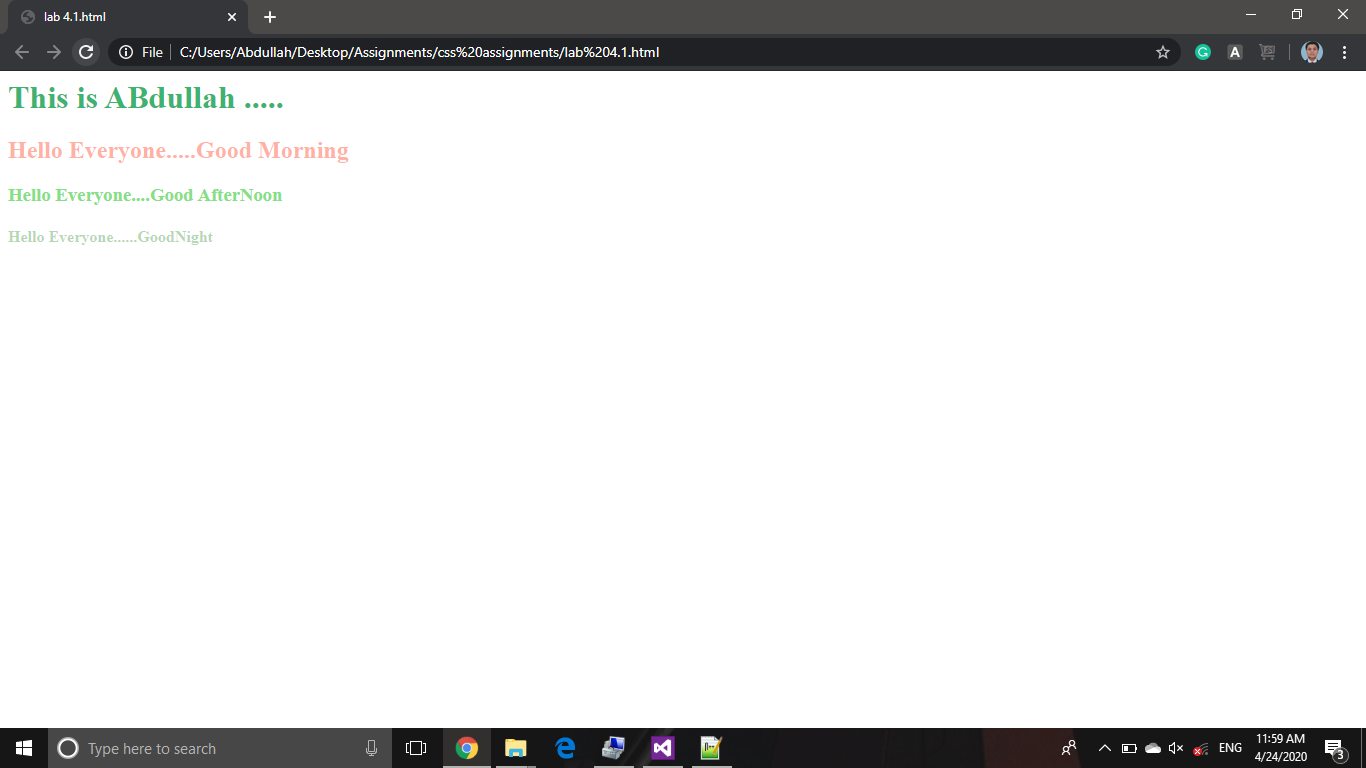 lab 4.1.html
File C:/Users/Abdullah/Desktop/Assignments/css%20assignments/lab%204.1.html
This is ABdullah .....
Hello Everyone.....Good Morning
Hello Everyone....Good AfterNoon
Hello Everyone......GoodNight
Type here to search
ENG
11:59 AM
4/24/2020
3